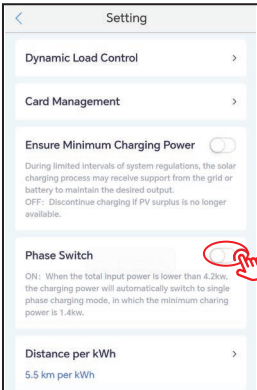 Setting
Dynamic Load Control
Card Management
Ensure Minimum Charging Power
During limited intervals of system regulations, the solar
charging process may receive support from the grid or
battery to maintain the desired output.
OFF: Discontinue charging if PV surplus is no longer
available.
Phase Switch
ON: When the total input power is lower than 4.2kw,
the charging power will automatically switch to single
phase charging mode, in which the minimum charing
power is 1.4kw.
Distance per kWh
5.5 km per kWh